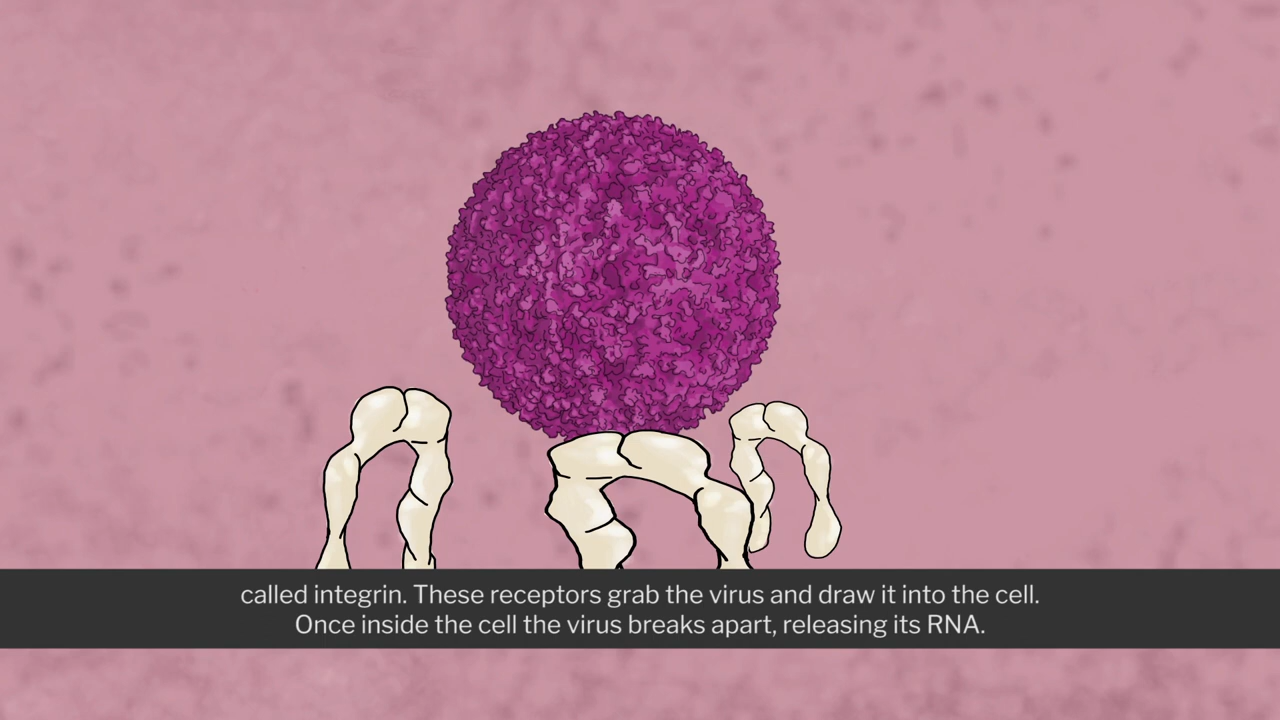 called integrin. These receptors grab the virus and draw it into the cell.
Once inside the cell the virus breaks apart, releasing its RNA.